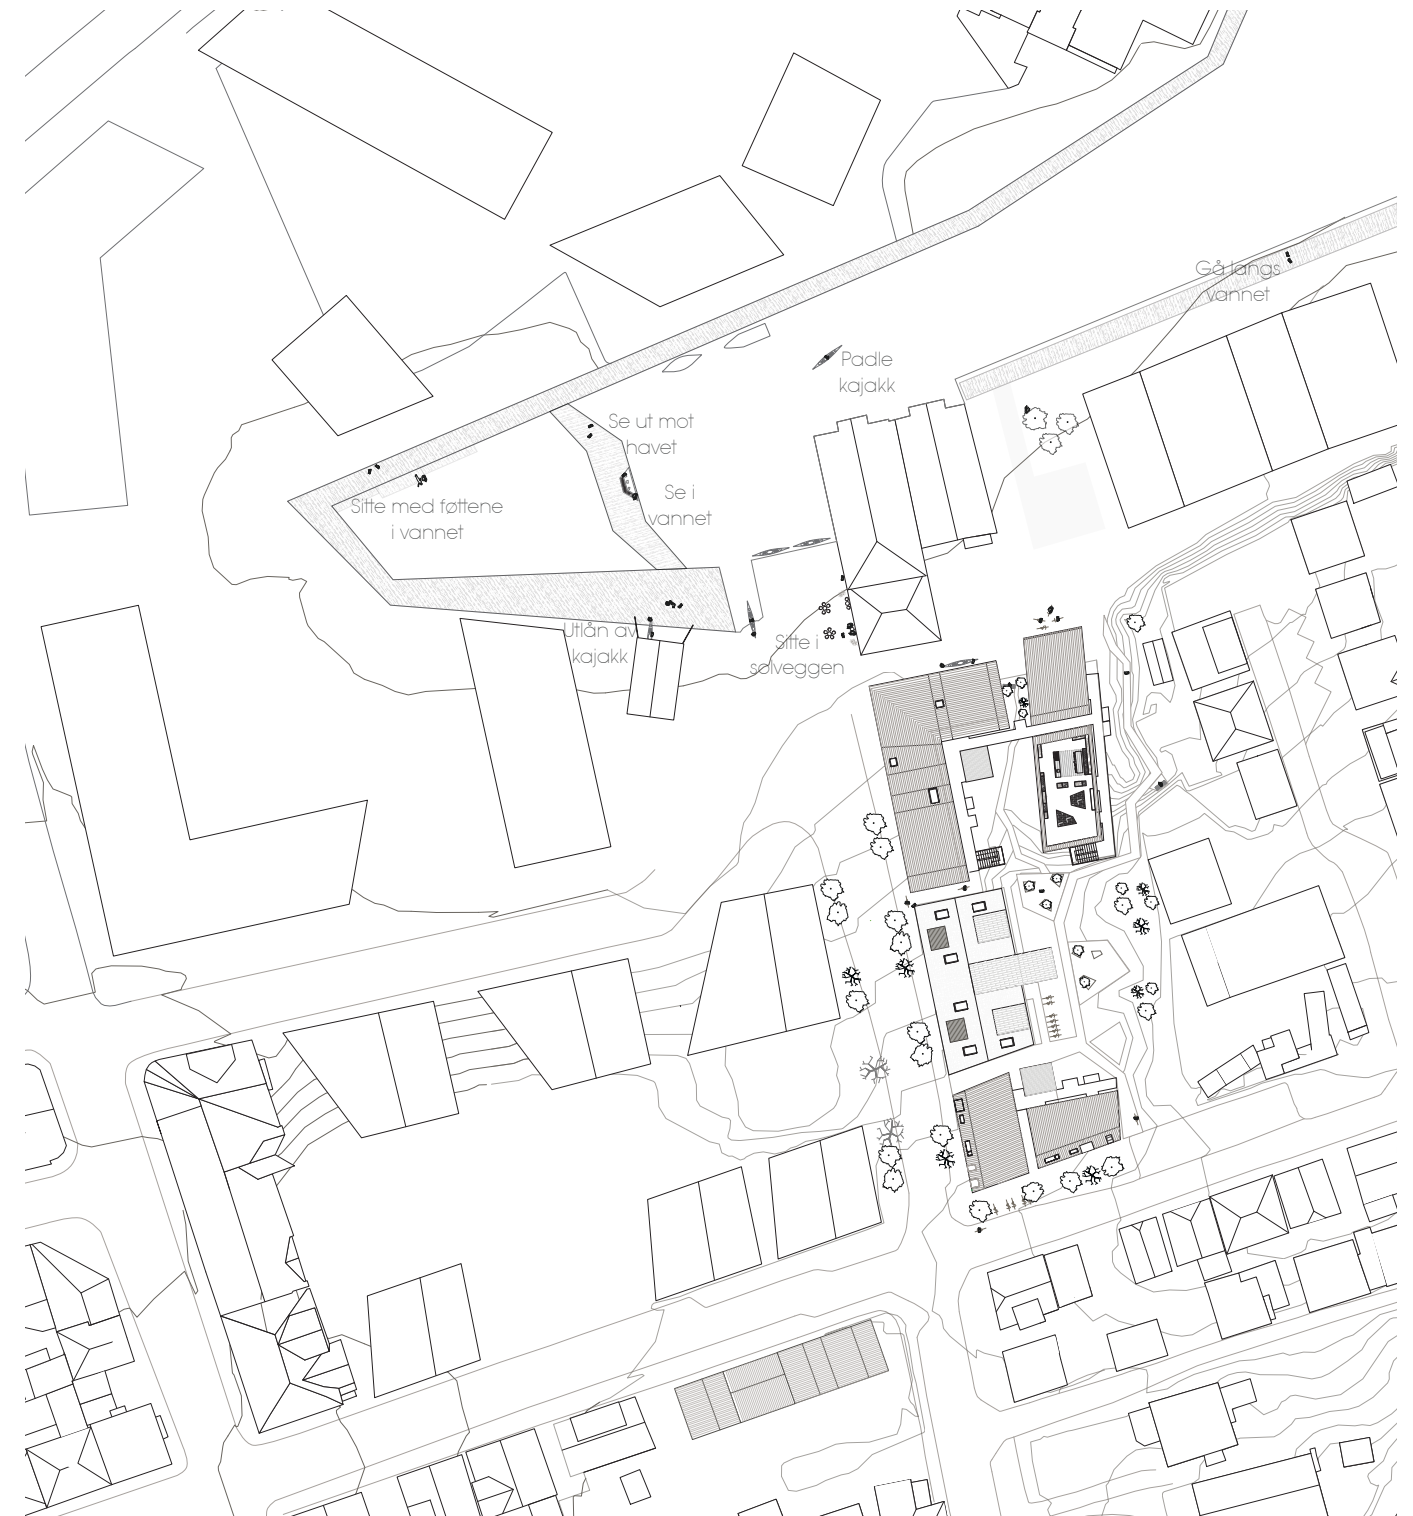 Gå langs
vannet
Padle
kajakk
Se ut mot
havet
Se i
vannet
Sitte med føttene
i vannet
Utlån av
kajakk
Sitte i
solveggen